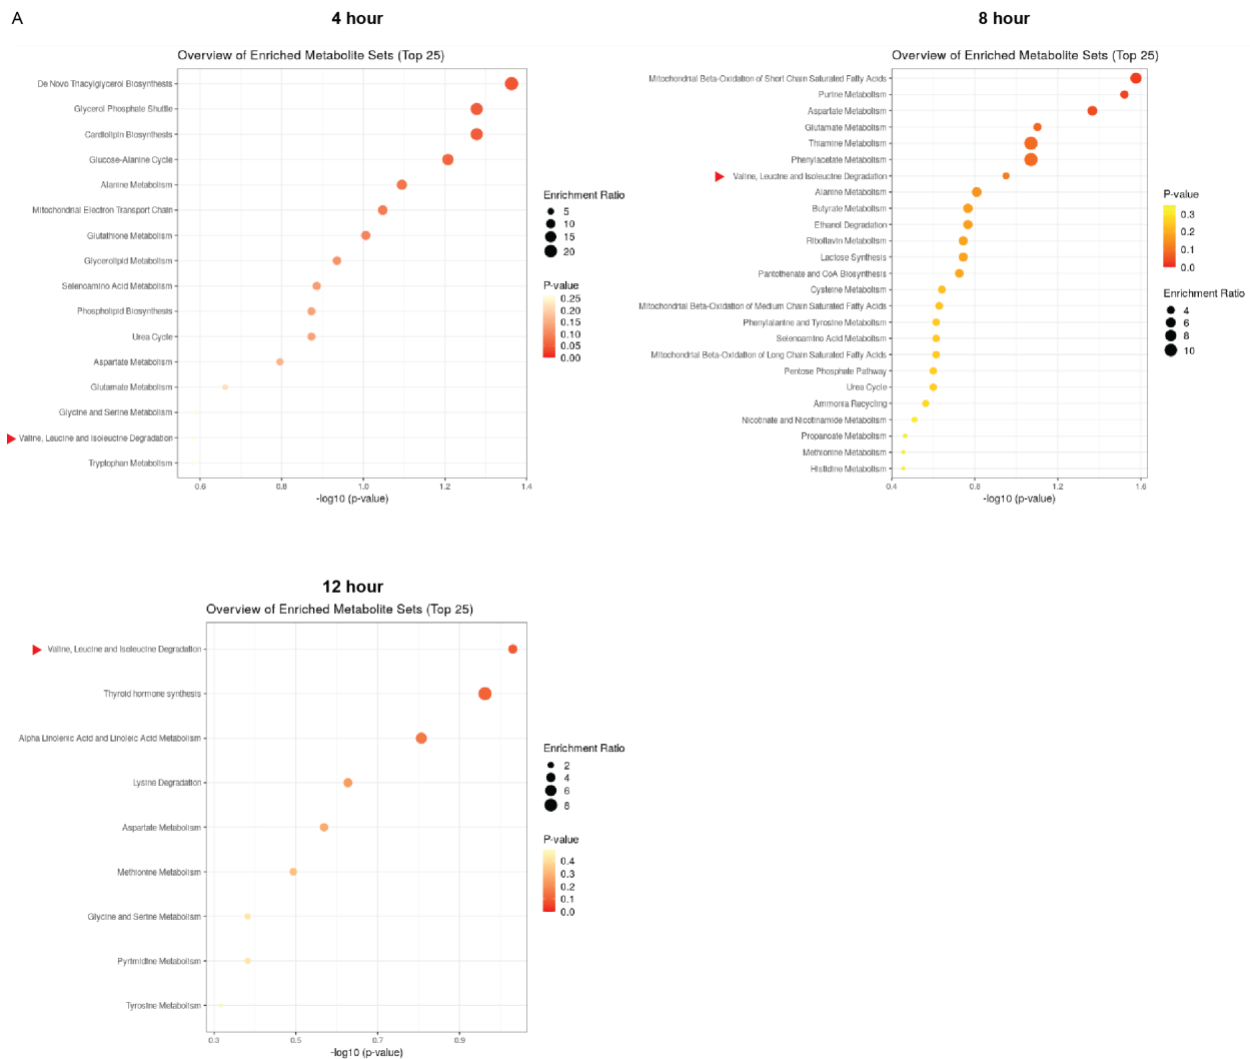 A
4 hour
Overview of Enriched Metabolite Sets (Top 25)
De Novo Triacylglycerol Biosynthesis
Glycerol Phosphate Shuttle
Cardiolipin Biosynthesis
Glucose-Alanine Cycle
Alanine Metabolism
Mitochondrial Electron Transport Chain
Glutathione Metabolism
Glycerolipid Metabolism
Selenoamino Acid Metabolism
Phospholipid Biosynthesis
Urea Cycle
Aspartate Metabolism
Glutamate Metabolism
Glycine and Serine Metabolism
Valine, Leucine and Isoleucine Degradation
Tryptophan Metabolism
0.6 0.8 1.0 1.2 1.4
-log10 (p-value)
Enrichment Ratio
5
10
15
20
P-value
0.25
0.20
0.15
0.10
0.05
0.00
8 hour
Overview of Enriched Metabolite Sets (Top 25)
Mitochondrial Beta-Oxidation of Short Chain Saturated Fatty Acids
Purine Metabolism
Aspartate Metabolism
Glutamate Metabolism
Thiamine Metabolism
Phenylacetate Metabolism
Valine, Leucine and Isoleucine Degradation
Alanine Metabolism
Butyrate Metabolism
Ethanol Degradation
Riboflavin Metabolism
Lactose Synthesis
Pantothenate and CoA Biosynthesis
Cysteine Metabolism
Mitochondrial Beta-Oxidation of Medium Chain Saturated Fatty Acids
Phenylalanine and Tyrosine Metabolism
Selenoamino Acid Metabolism
Mitochondrial Beta-Oxidation of Long Chain Saturated Fatty Acids
Pentose Phosphate Pathway
Urea Cycle
Ammonia Recycling
Nicotinate and Nicotinamide Metabolism
Propanoate Metabolism
Methionine Metabolism
Histidine Metabolism
0.4 0.8 1.2 1.6
-log10 (p-value)
P-value
0.3
0.2
0.1
0.0
Enrichment Ratio
4
6
8
10
12 hour
Overview of Enriched Metabolite Sets (Top 25)
Valine, Leucine and Isoleucine Degradation
Thyroid hormone synthesis
Alpha Linolenic Acid and Linoleic Acid Metabolism
Lysine Degradation
Aspartate Metabolism
Methionine Metabolism
Glycine and Serine Metabolism
Pyrimidine Metabolism
Tyrosine Metabolism
0.3 0.5 0.7 0.9
-log10 (p-value)
Enrichment Ratio
2
4
6
8
P-value
0.4
0.3
0.2
0.1
0.0